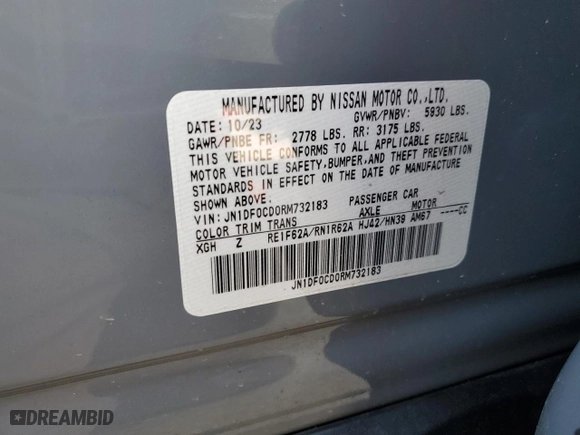 MANUFACTURED BY NISSAN MOTOR CO.,LTD.
DATE: 10/23 GVWR/PNBV: 5930 LBS.
GAWR/PNBE FR: 2778 LBS. RR: 3175 LBS.
THIS VEHICLE CONFORMS TO ALL APPLICABLE FEDERAL
MOTOR VEHICLE SAFETY,BUMPER,AND THEFT PREVENTION
STANDARDS IN EFFECT ON THE DATE OF MANUFACTURE
SHOWN ABOVE.
VIN: JN1DF0CD0RM732183 PASSENGER CAR
COLOR TRIM TRANS AXLE MOTOR
XGH Z RE1F62A/RN1R62A HJ42/HN39 AM67 ----CC
JN1DF0CD0RM732183
DREAMBID